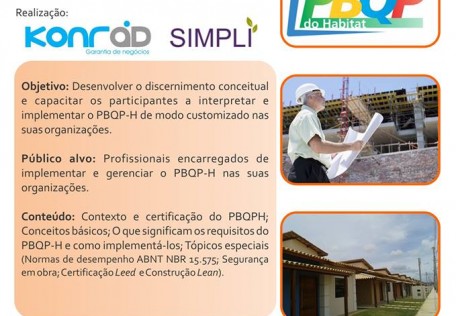 Realização:
PBQP
do Habitat
Konrad
Garantia de negócios
SIMPLI
Objetivo: Desenvolver o discernimento conceitual
e capacitar os participantes a interpretar e
implementar o PBQP-H de modo customizado nas
suas organizações.
Público alvo: Profissionais encarregados de
implementar e gerenciar o PBQP-H nas suas
organizações.
Conteúdo: Contexto e certificação do PBQPH;
Conceitos básicos; O que significam os requisitos do
PBQP-H e como implementá-los; Tópicos especiais
(Normas de desempenho ABNT NBR 15.575; Segurança
em obra; Certificação Leed e Construção Lean).